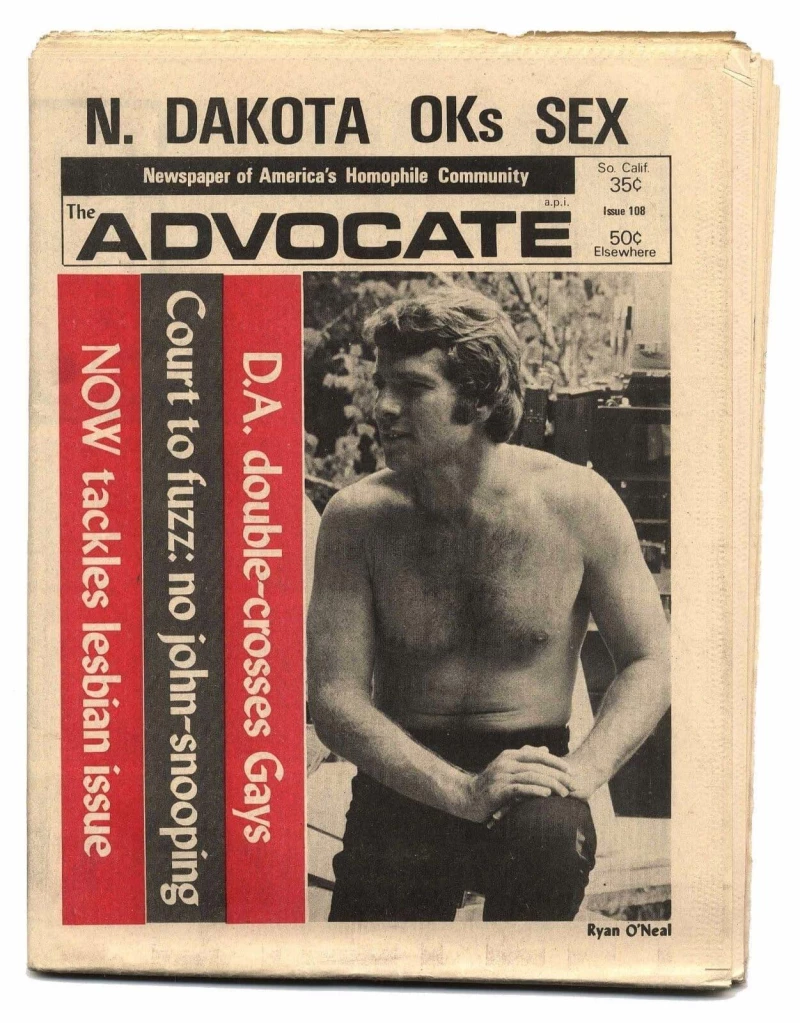 N. DAKOTA OKs SEX
Newspaper of America's Homophile Community
So. Calif.
35¢
Issue 108
50¢
Elsewhere
a.p.i.
The ADVOCATE
D.A. double-crosses Gays
Court to fuzz: no john-snooping
NOW tackles lesbian issue
Ryan O'Neal